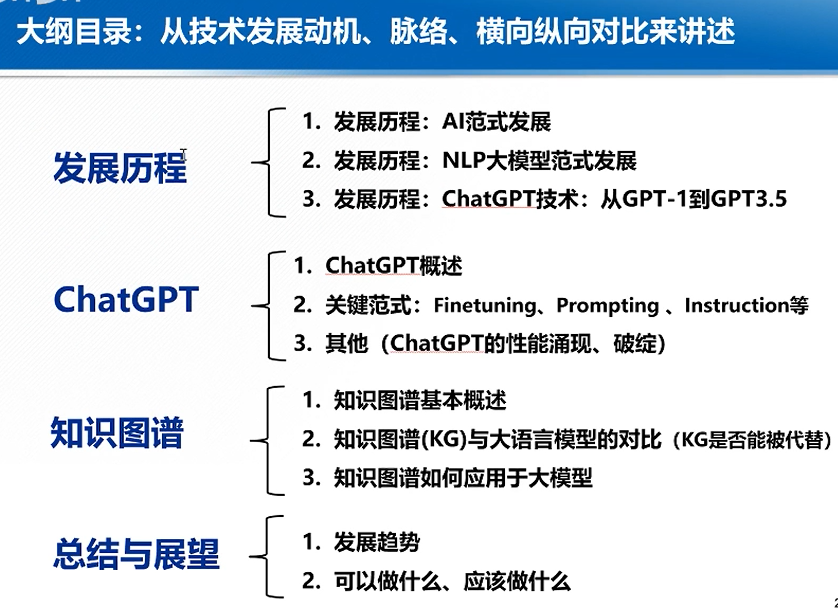 大纲目录：从技术发展动机、脉络、横向纵向对比来讲述
发展历程
1. 发展历程：AI范式发展
2. 发展历程：NLP大模型范式发展
3. 发展历程：ChatGPT技术：从GPT-1到GPT3.5
ChatGPT
1. ChatGPT概述
2. 关键范式：Finetuning、Prompting 、Instruction等
3. 其他（ChatGPT的性能涌现、破绽）
知识图谱
1. 知识图谱基本概述
2. 知识图谱(KG)与大语言模型的对比（KG是否能被代替）
3. 知识图谱如何应用于大模型
总结与展望
1. 发展趋势
2. 可以做什么、应该做什么